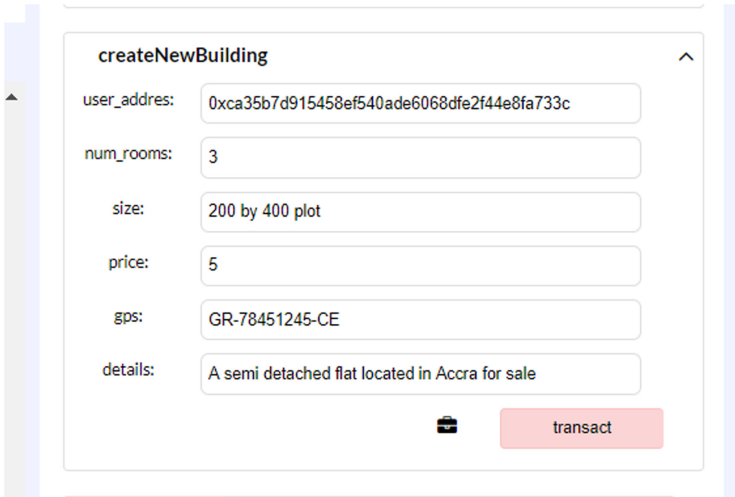 createNewBuilding
user_addres: 0xca35b7d915458ef540ade6068dfe2f44e8fa733c
num_rooms: 3
size: 200 by 400 plot
price: 5
gps: GR-78451245-CE
details: A semi detached flat located in Accra for sale
transact